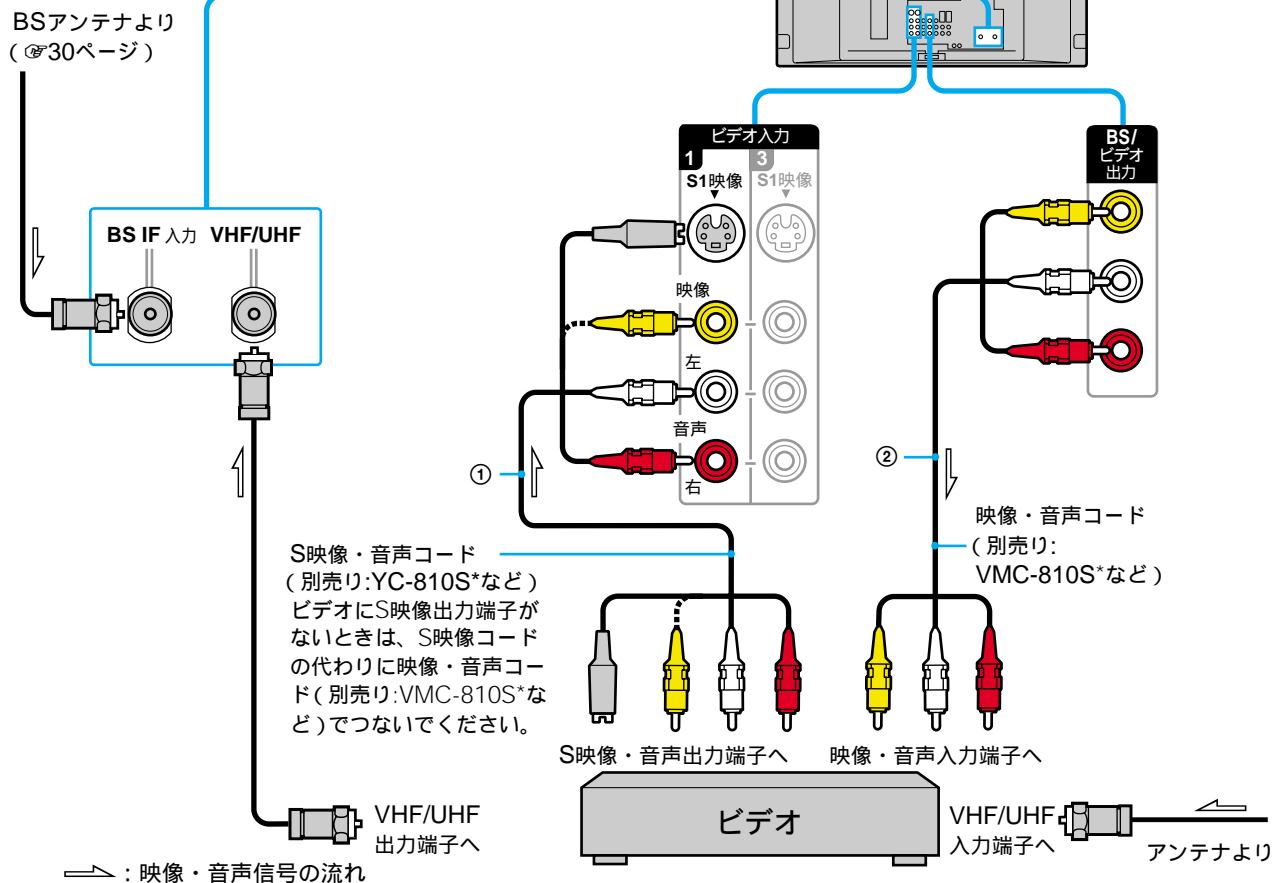 BSアンテナより
(☞30ページ)
BS IF 入力 VHF/UHF
ビデオ入力
1
3
S1映像
S1映像
映像
左
音声
右
BS/
ビデオ
出力
①
②
S映像・音声コード
(別売り:YC-810S*など)
ビデオにS映像出力端子が
ないときは、S映像コード
の代わりに映像・音声コー
ド(別売り:VMC-810S*な
ど)でつないでください。
映像・音声コード
(別売り:
VMC-810S*など)
S映像・音声出力端子へ
映像・音声入力端子へ
ビデオ
VHF/UHF
出力端子へ
VHF/UHF
入力端子へ
アンテナより
:映像・音声信号の流れ